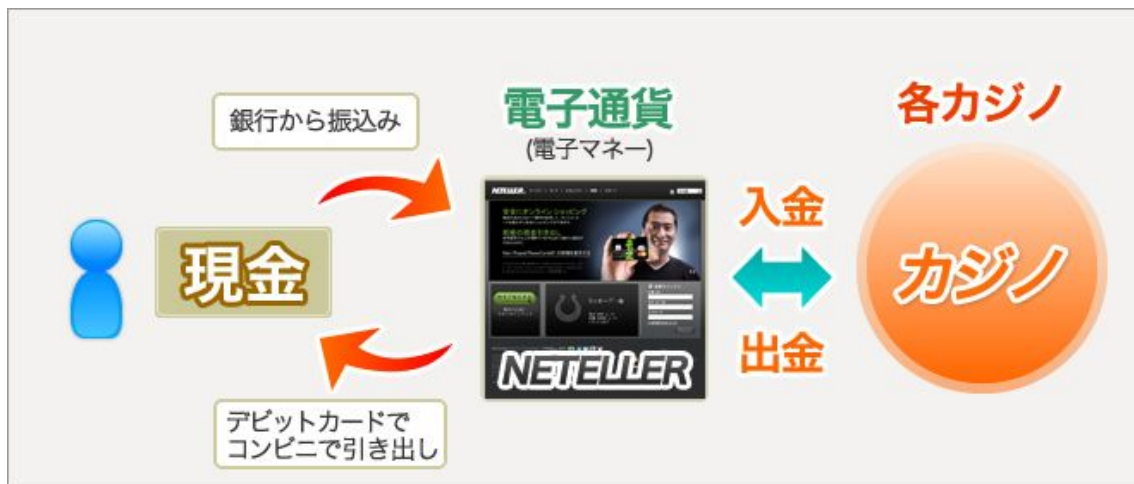 銀行から振込み
電子通貨
(電子マネー)
各カジノ
現金
NETELLER
入金
出金
カジノ
NETELLER
デビットカードで
コンビニで引き出し